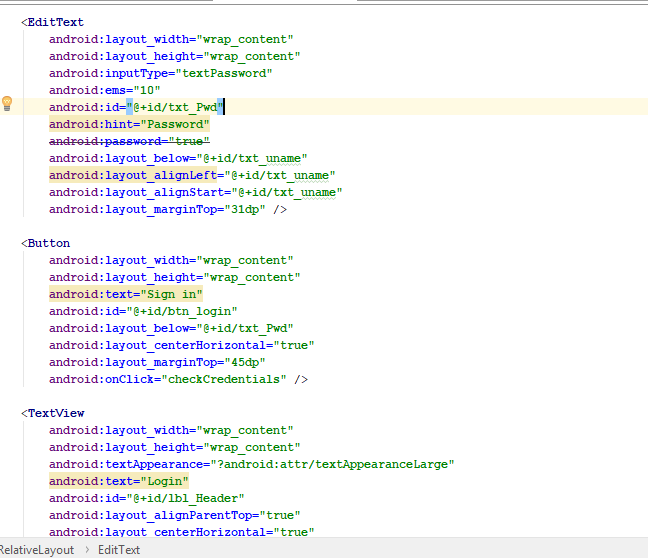 <EditText
android:layout_width="wrap_content"
android:layout_height="wrap_content"
android:inputType="textPassword"
android:ems="10"
android:id="@+id/txt_Pwd"
android:hint="Password"
android:password="true"
android:layout_below="@+id/txt_uname"
android:layout_alignLeft="@+id/txt_uname"
android:layout_alignStart="@+id/txt_uname"
android:layout_marginTop="31dp" />
<Button
android:layout_width="wrap_content"
android:layout_height="wrap_content"
android:text="Sign in"
android:id="@+id/btn_login"
android:layout_below="@+id/txt_Pwd"
android:layout_centerHorizontal="true"
android:layout_marginTop="45dp"
android:onClick="checkCredentials" />
<TextView
android:layout_width="wrap_content"
android:layout_height="wrap_content"
android:textAppearance="?android:attr/textAppearanceLarge"
android:text="Login"
android:id="@+id/lbl_Header"
android:layout_alignParentTop="true"
android:layout_centerHorizontal="true"
RelativeLayout > EditText